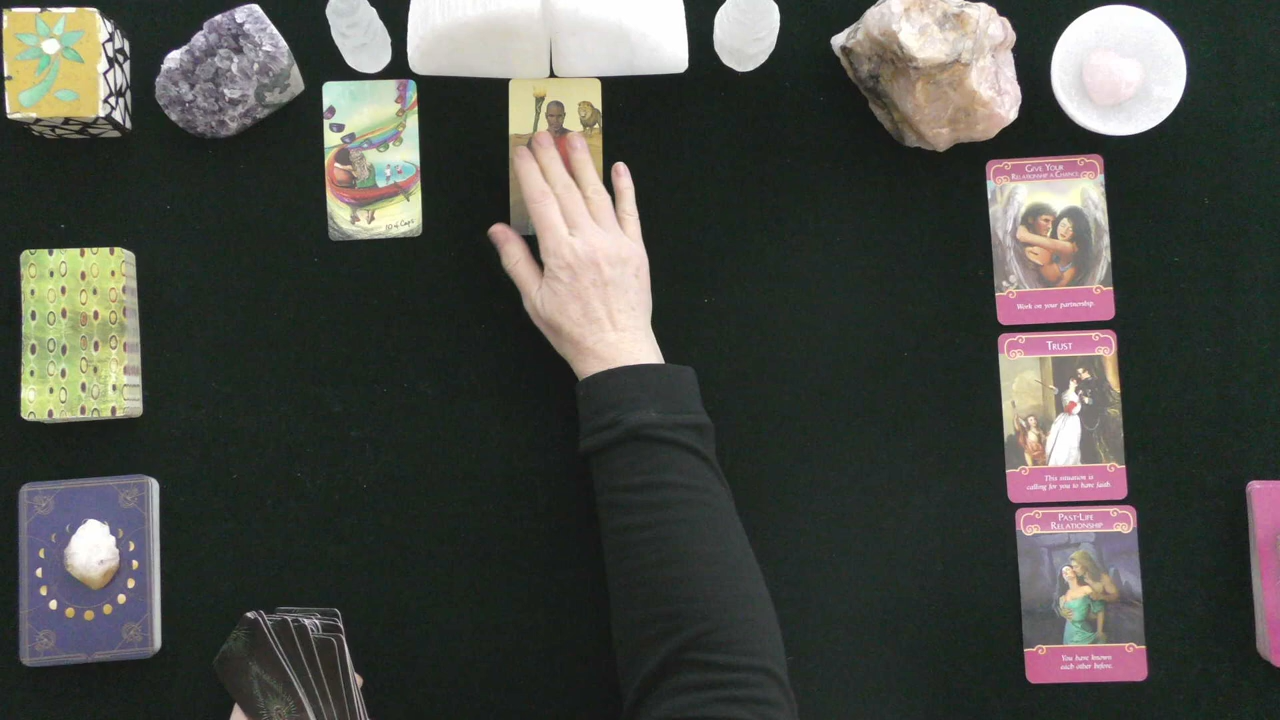 10 of Cups
GIVE YOUR
RELATIONSHIP A CHANCE
Work on your partnership.
TRUST
This situation is
calling for you to have faith.
PAST-LIFE
RELATIONSHIP
You have known
each other before.